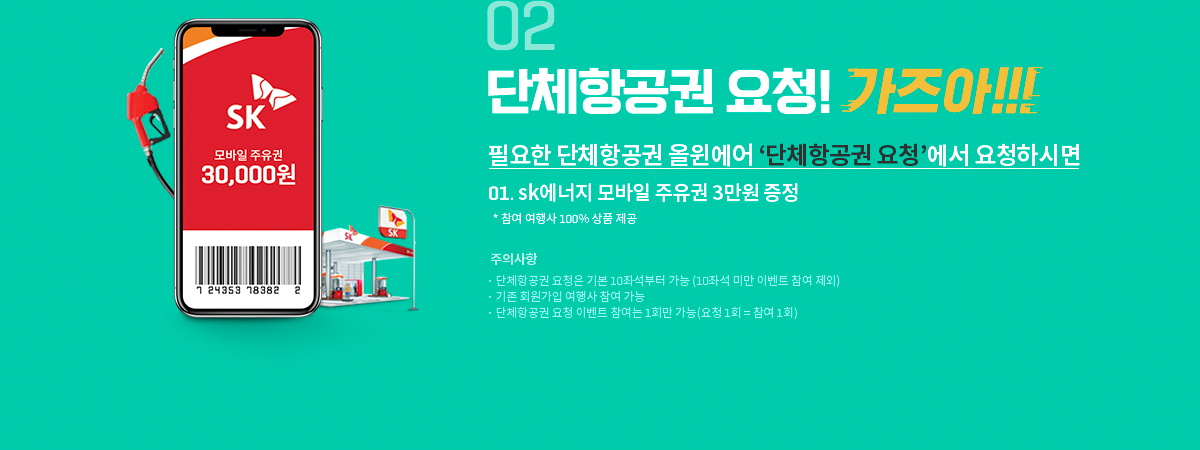 02
단체항공권 요청! 가즈아!!!
필요한 단체항공권 올윈에어 ‘단체항공권 요청’에서 요청하시면
01. sk에너지 모바일 주유권 3만원 증정
* 참여 여행사 100% 상품 제공
주의사항
· 단체항공권 요청은 기본 10좌석부터 가능 (10좌석 미만 이벤트 참여 제외)
· 기존 회원가입 여행사 참여 가능
· 단체항공권 요청 이벤트 참여는 1회만 가능(요청 1회 = 참여 1회)
SK
모바일 주유권
30,000원
7 24353 78382 2
SK
SK